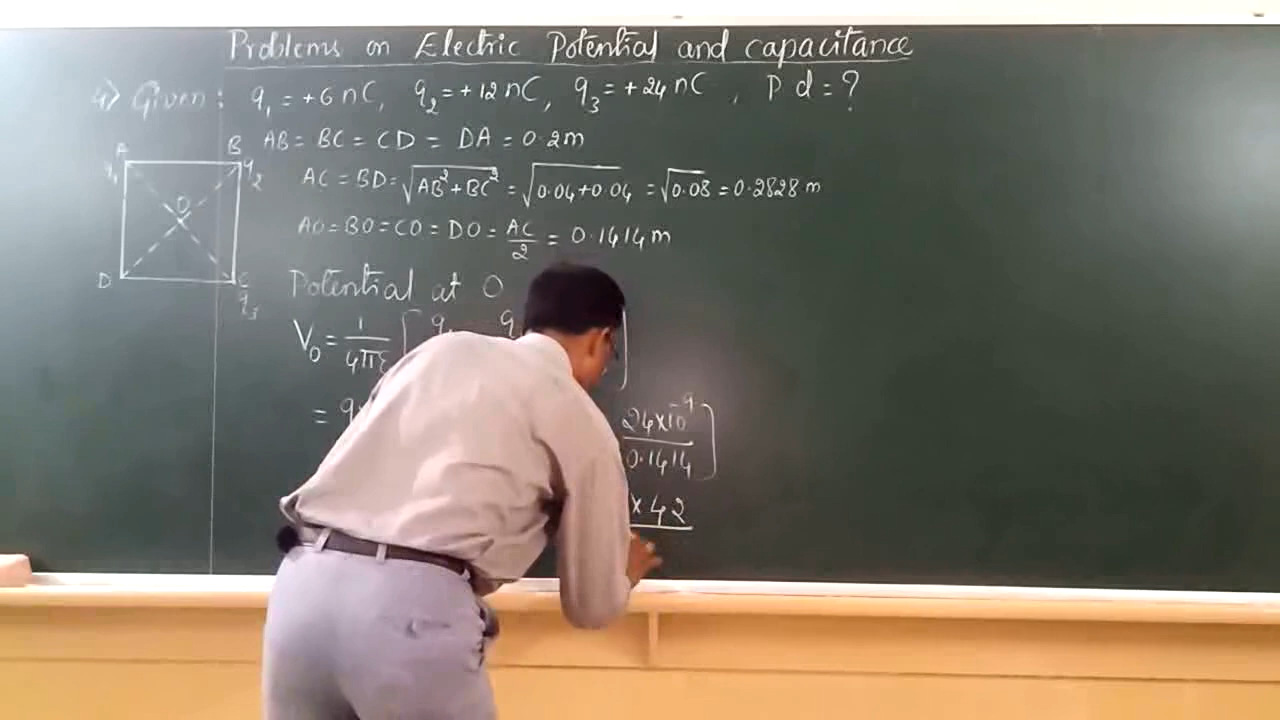 Problems on Electric Potential and capacitance
4) Given: q₁ = +6 nC, q₂ = +12 nC, q₃ = +24 nC, P d = ?
AB = BC = CD = DA = 0.2m
A B
q₁ q₂
AC = BD = √(AB² + BC²) = √(0.04+0.04) = √0.08 = 0.2828 m
O
AO = BO = CO = DO = AC/2 = 0.1414 m
D C
q₃
Potential at O
V₀ = 1/4πε [ q₁ q ]
= 9× 24×10⁻⁹/0.1414 ]
× 42